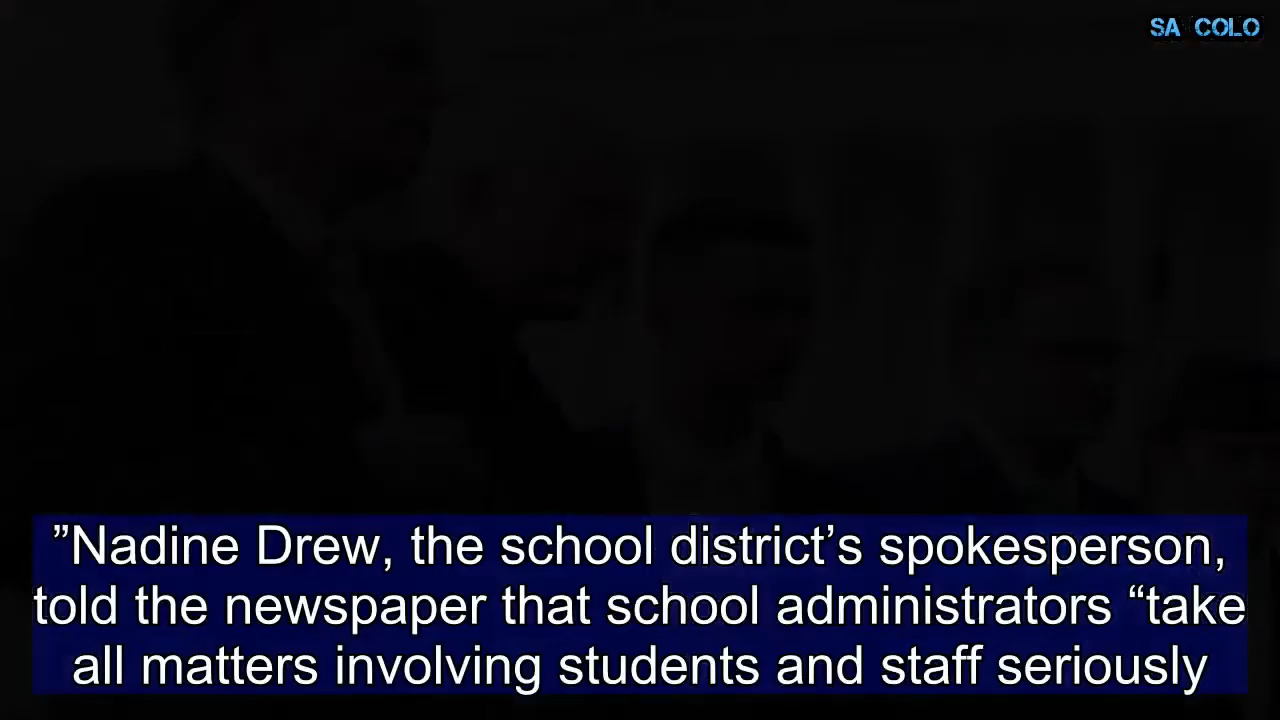 SA COLO
”Nadine Drew, the school district’s spokesperson,
told the newspaper that school administrators “take
all matters involving students and staff seriously